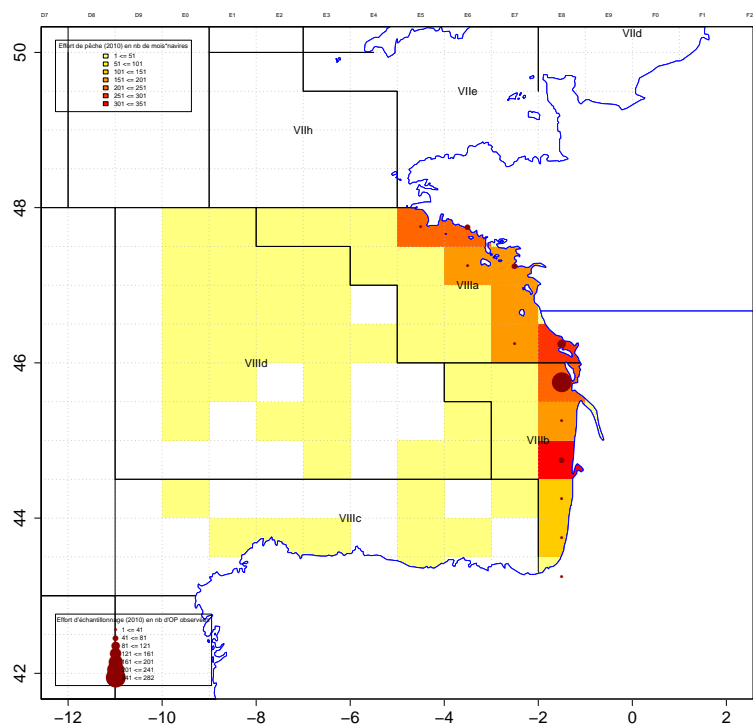 D7 D8 D9 E0 E1 E2 E3 E4 E5 E6 E7 E8 F0 F1 F2
50
48
46
44
42
Effort de pêche (2010) en nb de mois*navires
1 <= 51
51 <= 101
101 <= 151
151 <= 201
201 <= 251
251 <= 301
301 <= 351
VIId
VIIe
VIIh
VIIIa
VIIId
VIIIb
VIIIc
Effort d'échantillonnage (2010) en nb d'OP observés
1 <= 41
41 <= 81
81 <= 121
121 <= 161
161 <= 201
201 <= 241
241 <= 282
−12 −10 −8 −6 −4 −2 0 2